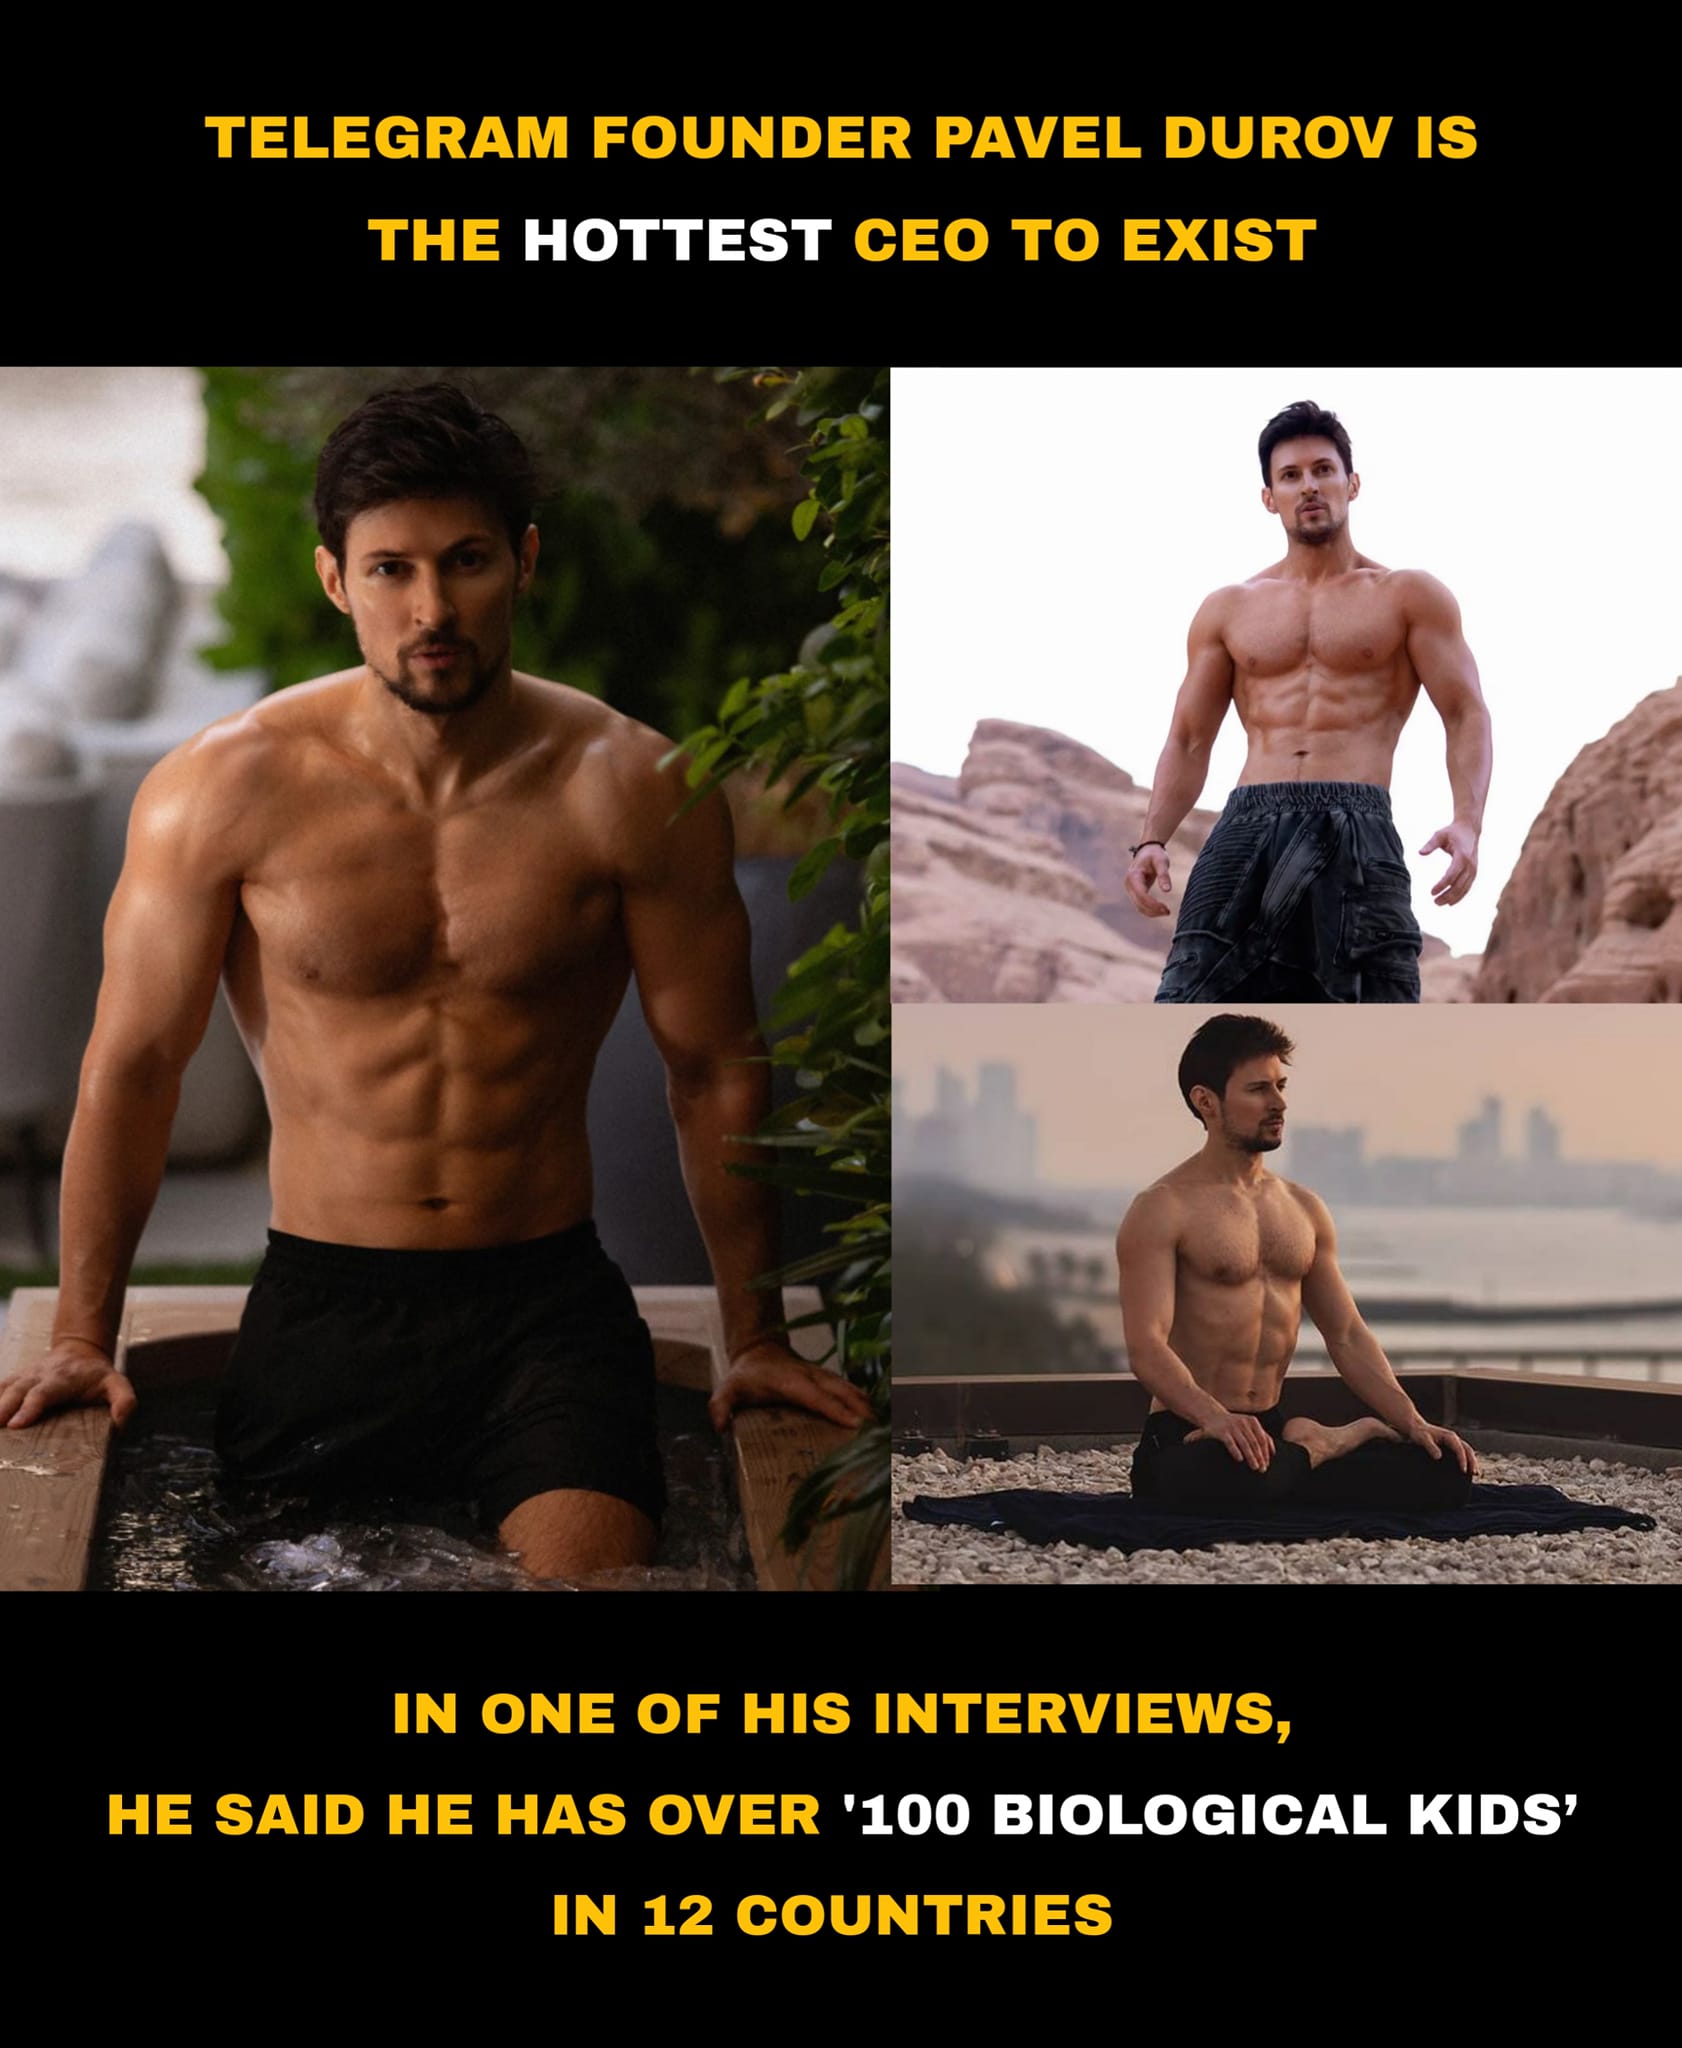 TELEGRAM FOUNDER PAVEL DUROV IS
THE HOTTEST CEO TO EXIST
IN ONE OF HIS INTERVIEWS,
HE SAID HE HAS OVER '100 BIOLOGICAL KIDS’
IN 12 COUNTRIES